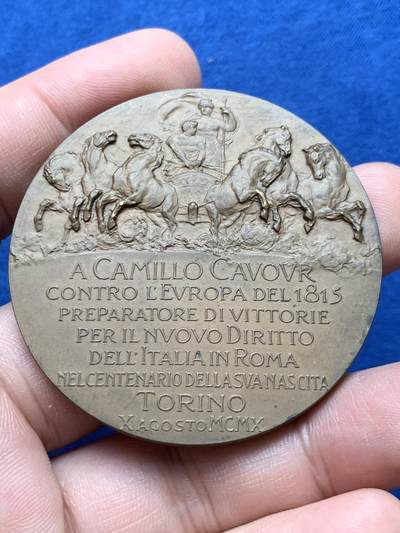 A CAMILLO CAVOVR
CONTRO L'EVROPA DEL 1815
PREPARATORE DI VITTORIE
PER IL NVOVO DIRITTO
DELL'ITALIA IN ROMA
NEL CENTENARIO DELLA SVA NASCITA
TORINO
X AGOSTO MCMX